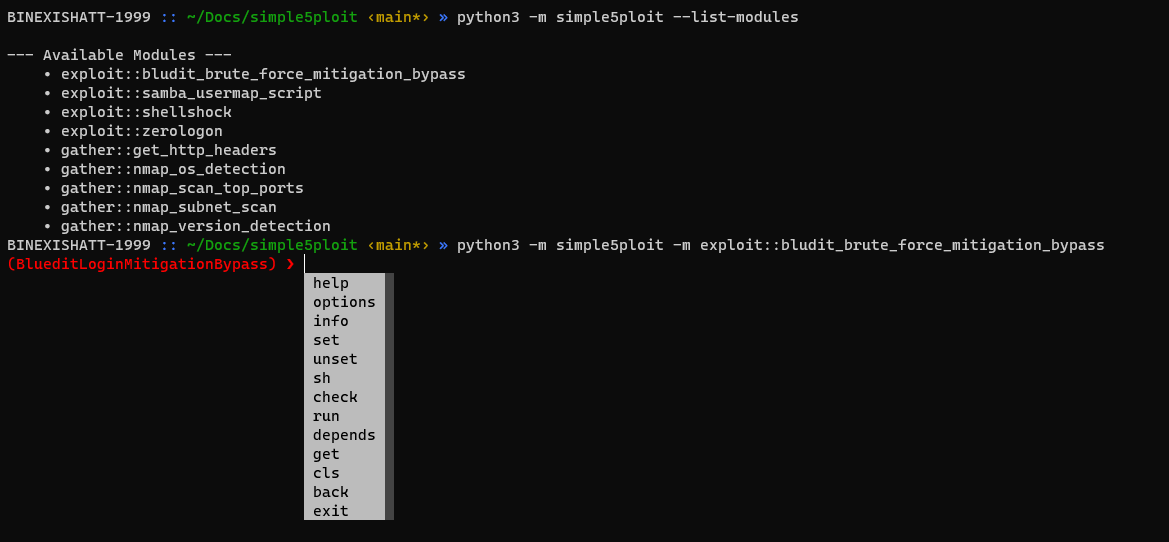 BINEXISHATT-1999 :: ~/Docs/simple5ploit ‹main*› » python3 -m simple5ploit --list-modules
--- Available Modules ---
• exploit::bludit_brute_force_mitigation_bypass
• exploit::samba_usermap_script
• exploit::shellshock
• exploit::zerologon
• gather::get_http_headers
• gather::nmap_os_detection
• gather::nmap_scan_top_ports
• gather::nmap_subnet_scan
• gather::nmap_version_detection
BINEXISHATT-1999 :: ~/Docs/simple5ploit ‹main*› » python3 -m simple5ploit -m exploit::bludit_brute_force_mitigation_bypass
(BlueditLoginMitigationBypass) ❯
help
options
info
set
unset
sh
check
run
depends
get
cls
back
exit